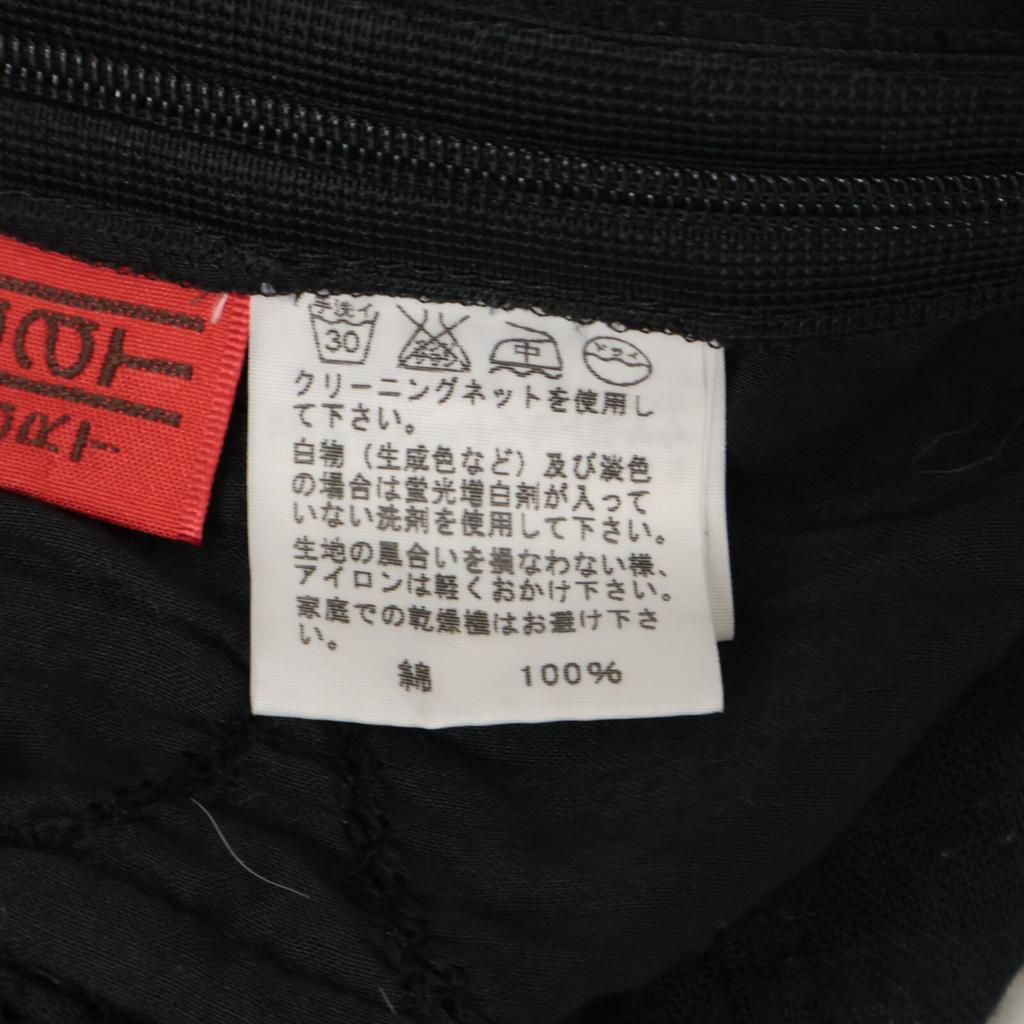 手洗イ
30
中
ドライ
クリーニングネットを使用し
て下さい。
白物（生成色など）及び淡色
の場合は蛍光増白剤が入って
いない洗剤を使用して下さい。
生地の風合いを損なわない様、
アイロンは軽くおかけ下さい。
家庭での乾燥機はお避け下さ
い。
綿 100%